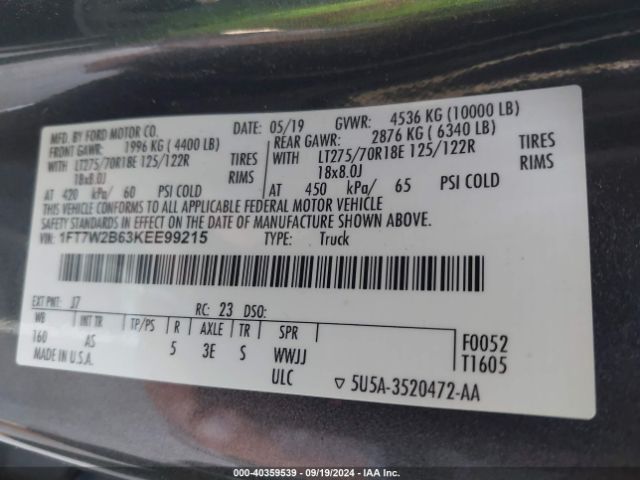 MFD. BY FORD MOTOR CO. DATE: 05/19 GVWR: 4536 KG (10000 LB)
FRONT GAWR: 1996 KG (4400 LB) REAR GAWR: 2876 KG (6340 LB)
WITH LT275/70R18E 125/122R TIRES WITH LT275/70R18E 125/122R TIRES
18x8.0J RIMS 18x8.0J RIMS
AT 420 kPa/ 60 PSI COLD AT 450 kPa/ 65 PSI COLD
THIS VEHICLE CONFORMS TO ALL APPLICABLE FEDERAL MOTOR VEHICLE
SAFETY STANDARDS IN EFFECT ON THE DATE OF MANUFACTURE SHOWN ABOVE.
VIN: 1FT7W2B63KEE99215 TYPE: Truck
EXT PNT: J7 RC: 23 DSO:
WB INT TR TP/PS R AXLE TR SPR
160 AS 5 3E S WWJJ
ULC
F0052
T1605
MADE IN U.S.A. ▽ 5U5A-3520472-AA
000-40359539 - 09/19/2024 - IAA Inc.